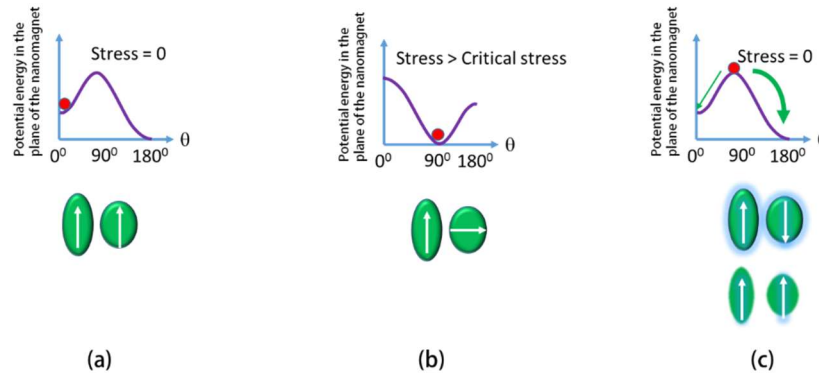 Potential energy in the
plane of the nanomagnet
Stress = 0
θ
0⁰ 90⁰ 180⁰
(a)
Potential energy in the
plane of the nanomagnet
Stress > Critical stress
θ
0⁰ 90⁰ 180⁰
(b)
Potential energy in the
plane of the nanomagnet
Stress = 0
θ
0⁰ 90⁰ 180⁰
(c)